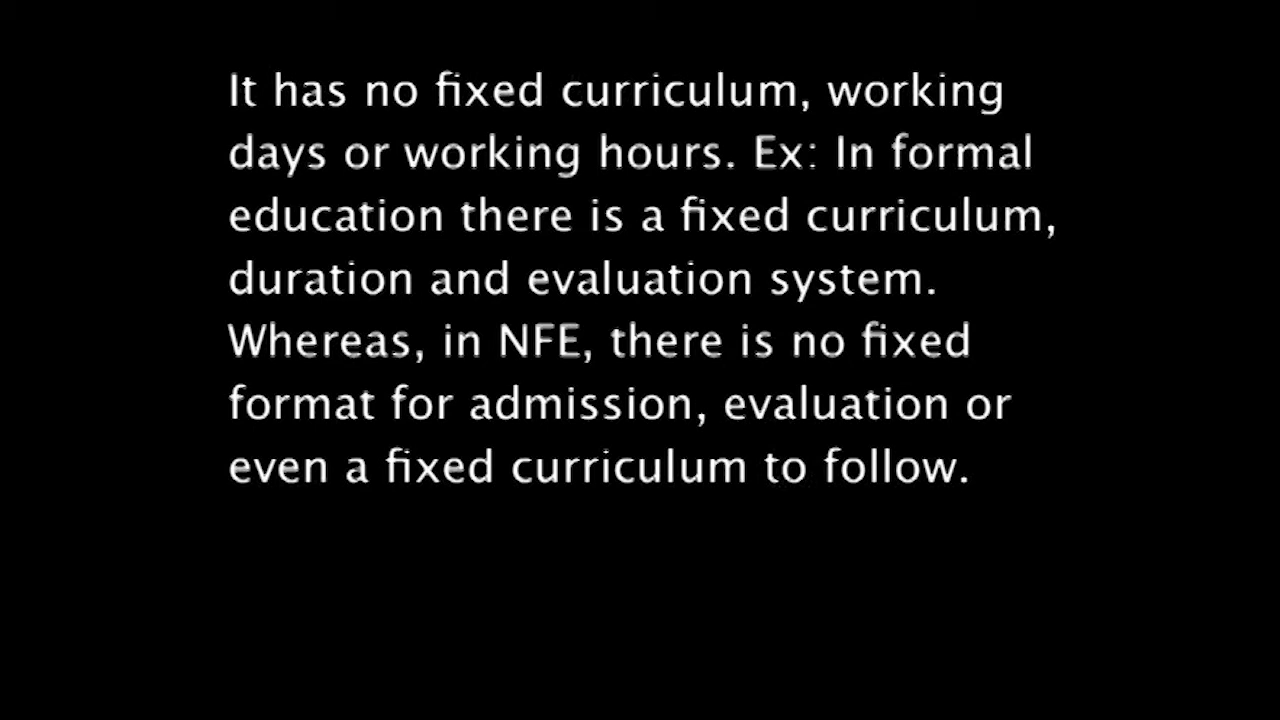 It has no fixed curriculum, working
days or working hours. Ex: In formal
education there is a fixed curriculum,
duration and evaluation system.
Whereas, in NFE, there is no fixed
format for admission, evaluation or
even a fixed curriculum to follow.